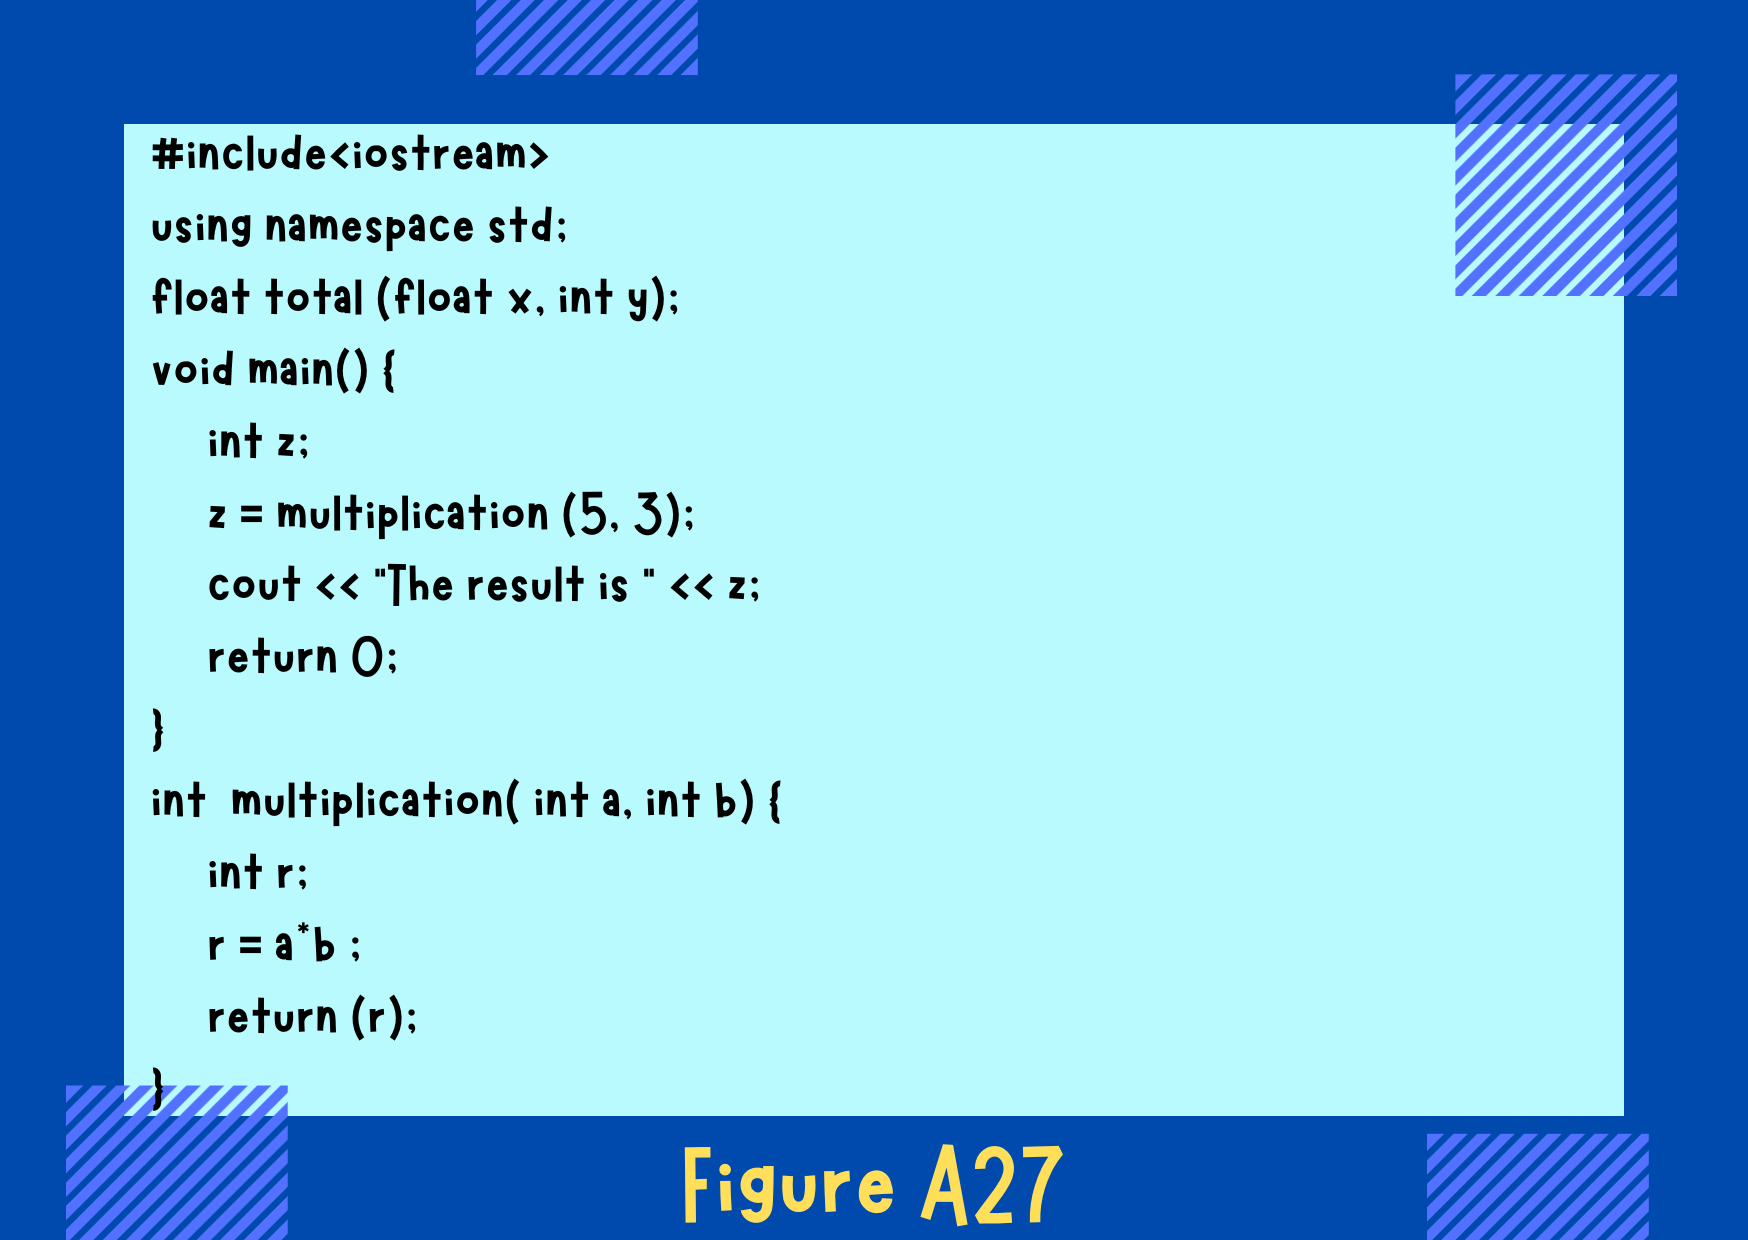 #include<iostream>
using namespace std;
float total (float x, int y);
void main() {
int z;
z = multiplication (5, 3);
cout << "The result is " << z;
return 0;
}
int  multiplication( int a, int b) {
int r;
r = a*b ;
return (r);
}
Figure A27